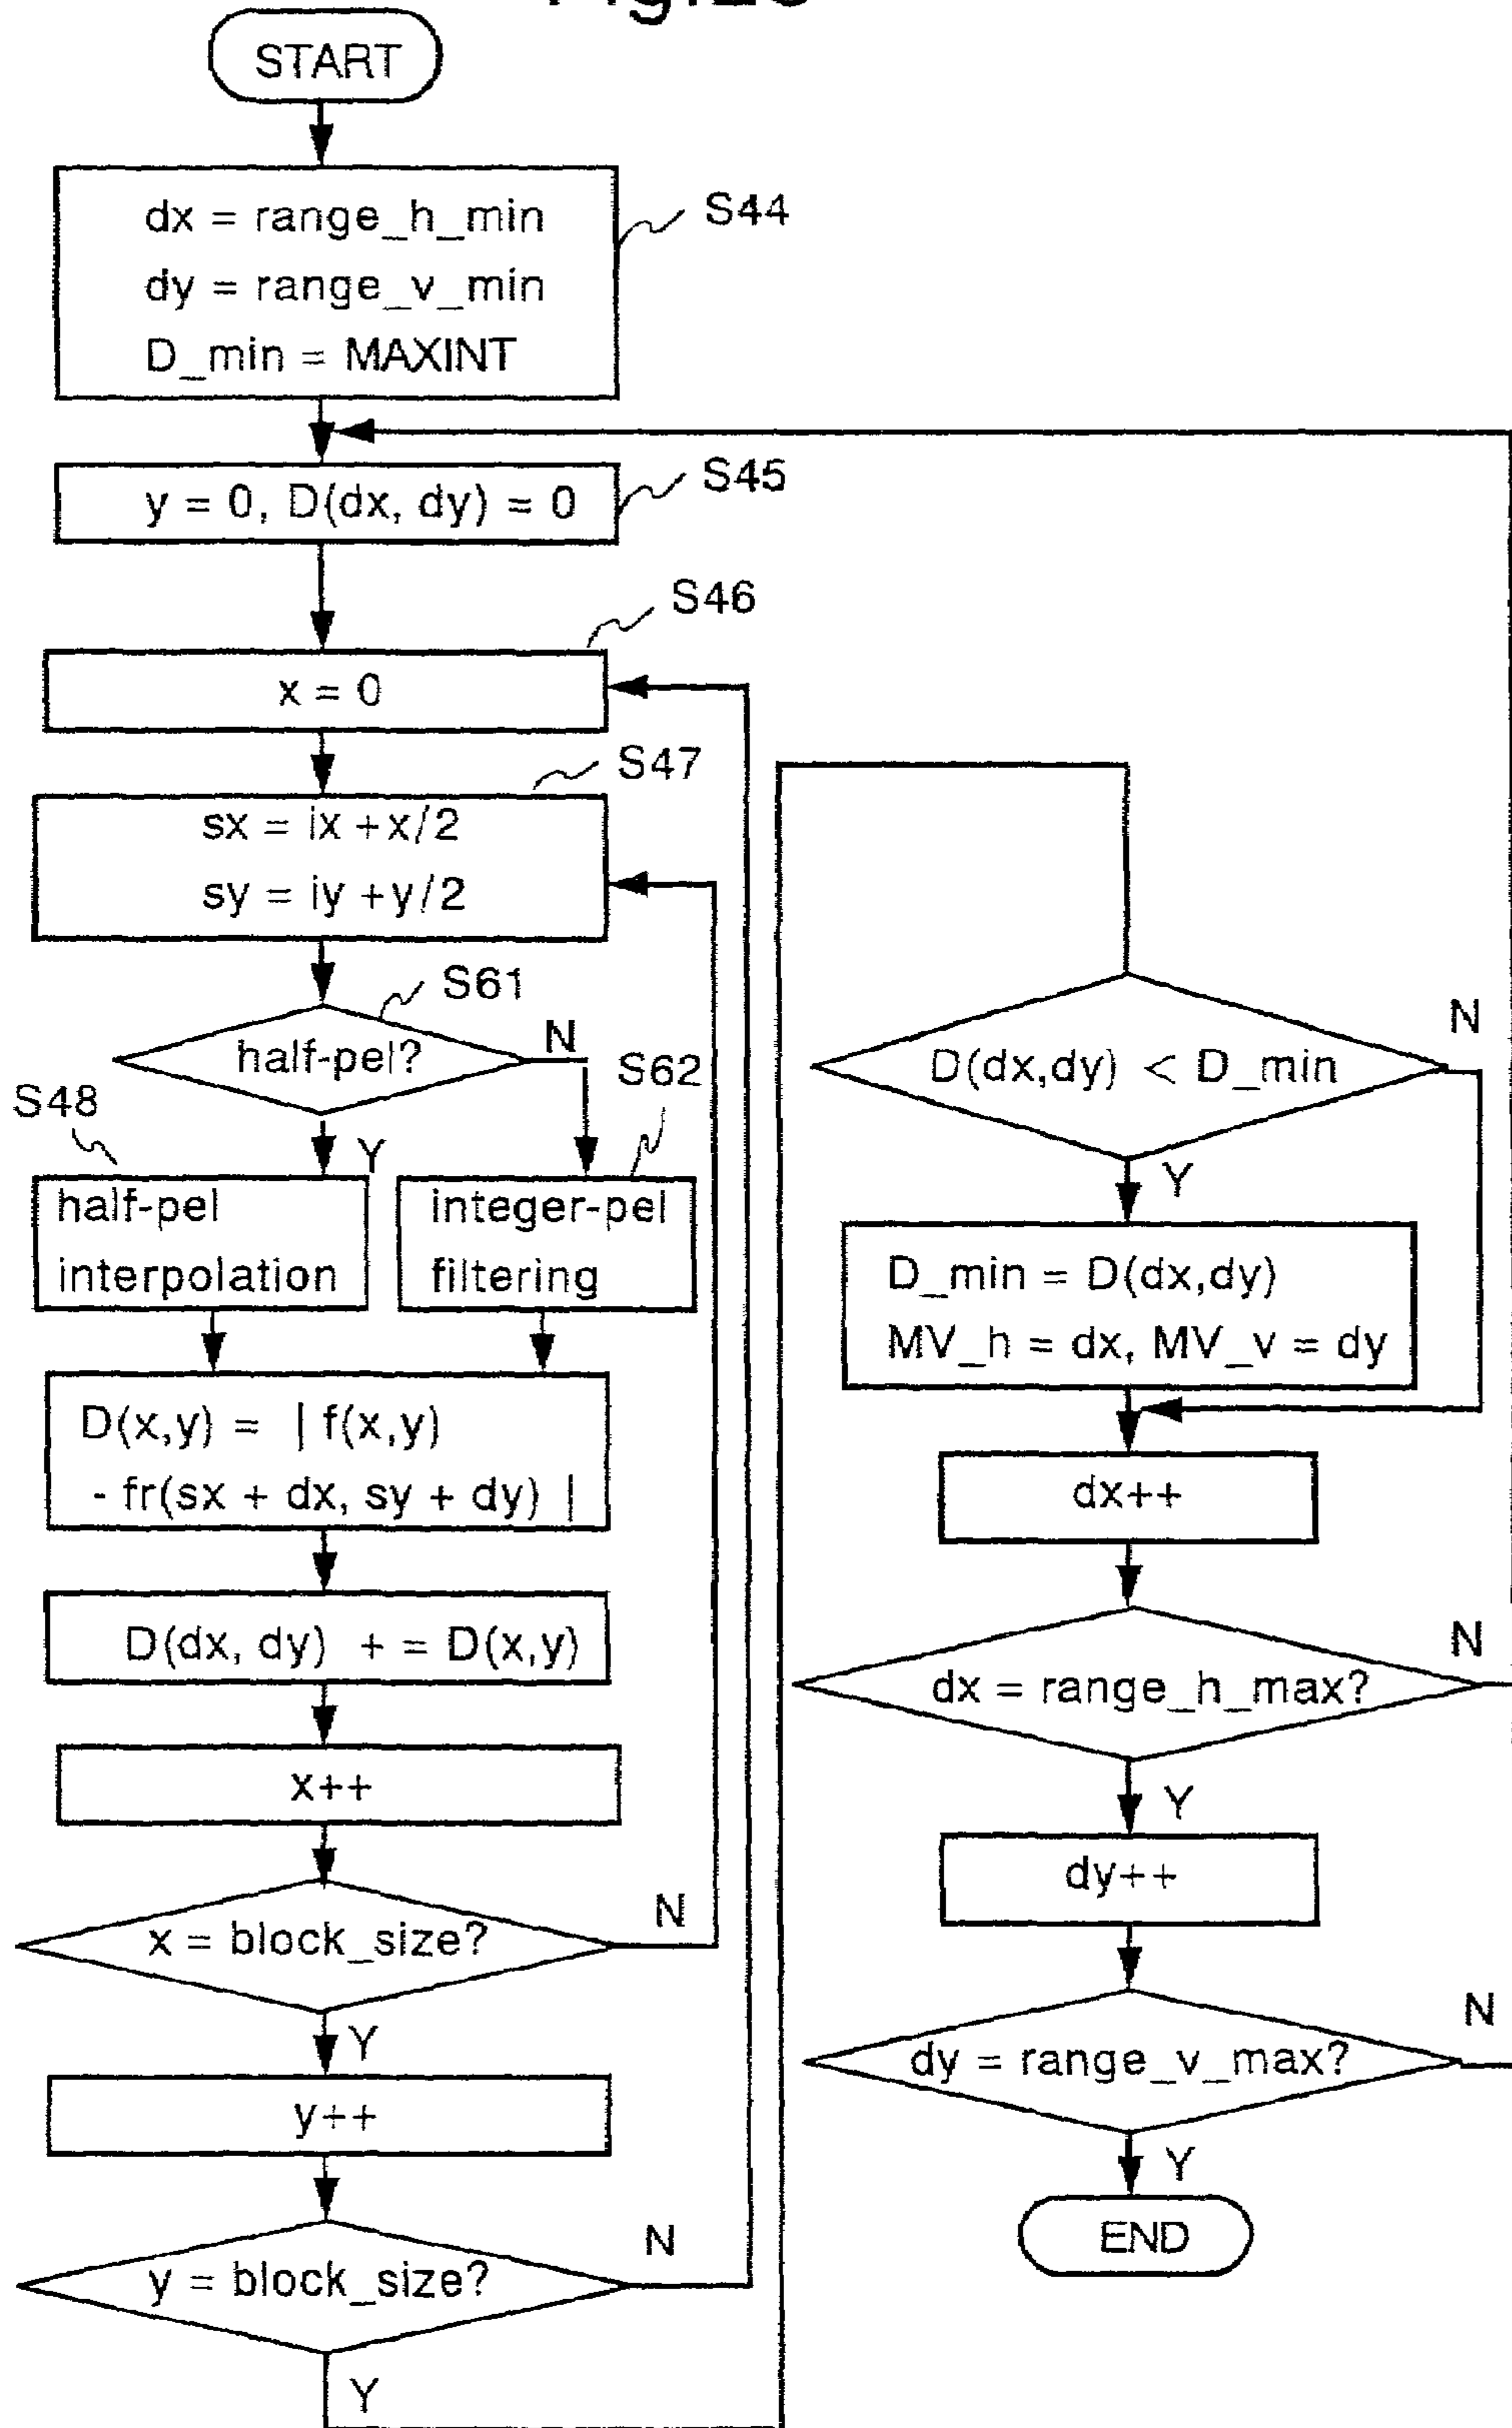 START
dx = range_h_min
dy = range_v_min
D_min = MAXINT
S44
y = 0, D(dx, dy) = 0
S45
S46
x = 0
S47
sx = ix +x/2
sy = iy +y/2
S61
half-pel?
N
S62
S48
Y
half-pel
interpolation
integer-pel
filtering
D(x,y) = | f(x,y)
- fr(sx + dx, sy + dy) |
D(dx, dy) + = D(x,y)
x++
x = block_size?
N
Y
y++
y = block_size?
N
Y
D(dx,dy) < D_min
N
Y
D_min = D(dx,dy)
MV_h = dx, MV_v = dy
dx++
dx = range_h_max?
N
Y
dy++
dy = range_v_max?
N
Y
END